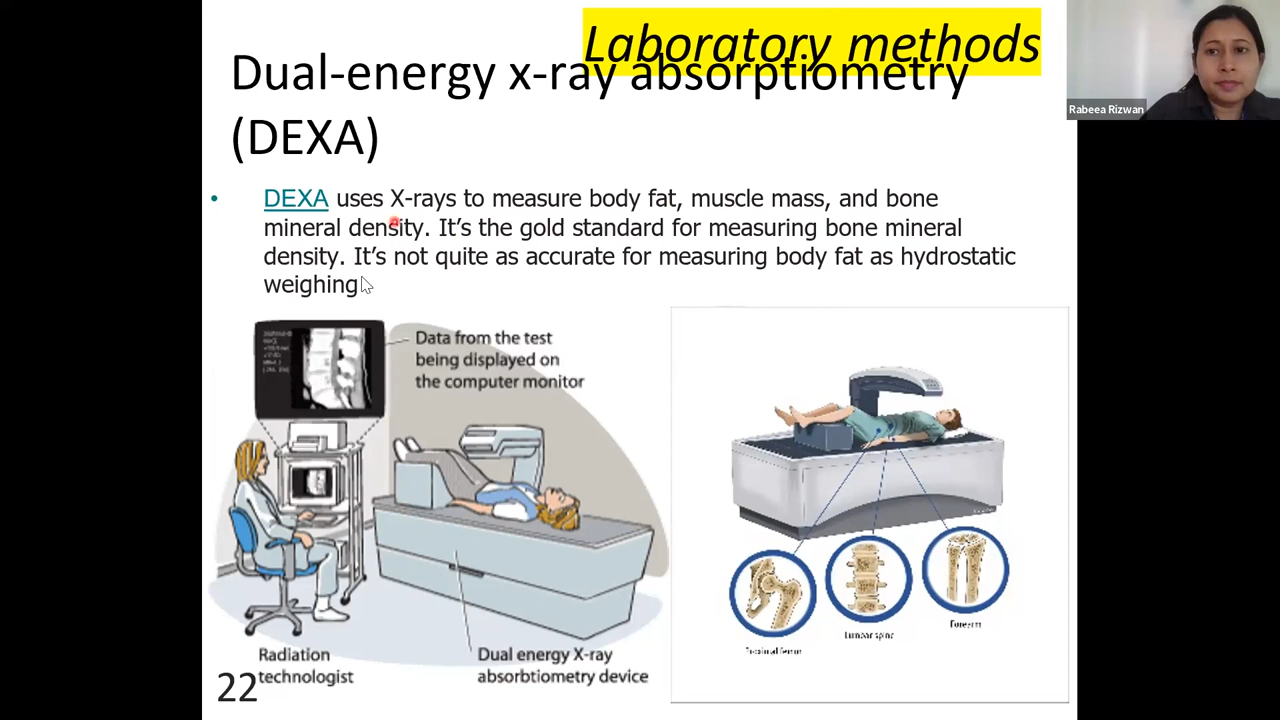 Laboratory methods
Dual-energy x-ray absorptiometry
(DEXA)
Rabeea Rizwan
• DEXA uses X-rays to measure body fat, muscle mass, and bone
mineral density. It’s the gold standard for measuring bone mineral
density. It’s not quite as accurate for measuring body fat as hydrostatic
weighing
Data from the test
being displayed on
the computer monitor
Radiation
technologist
Dual energy X-ray
absorbtiometry device
Proximal femur
Lumbar spine
Forearm
22